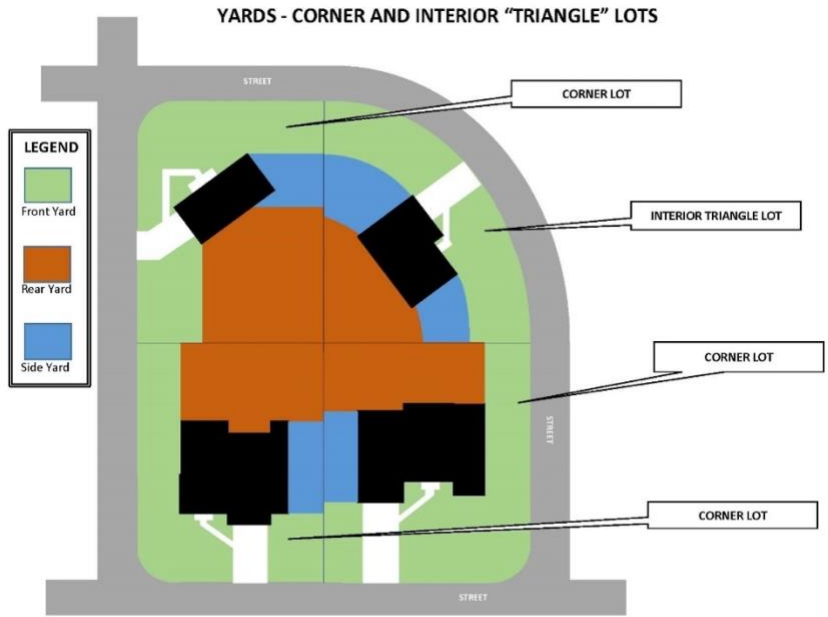 YARDS - CORNER AND INTERIOR “TRIANGLE” LOTS
STREET
CORNER LOT
LEGEND
Front Yard
INTERIOR TRIANGLE LOT
Rear Yard
Side Yard
CORNER LOT
STREET
CORNER LOT
STREET